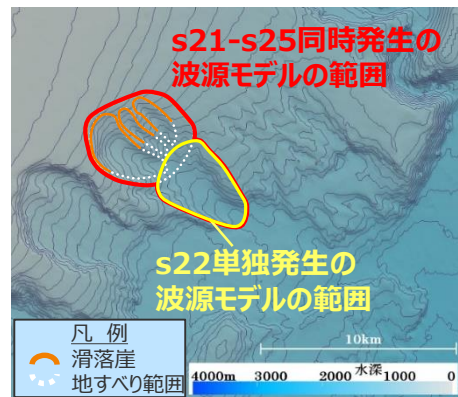 s21-s25同時発生の
波源モデルの範囲
s22単独発生の
波源モデルの範囲
凡 例
滑落崖
地すべり範囲
10km
水深
4000m 3000 2000 1000 0